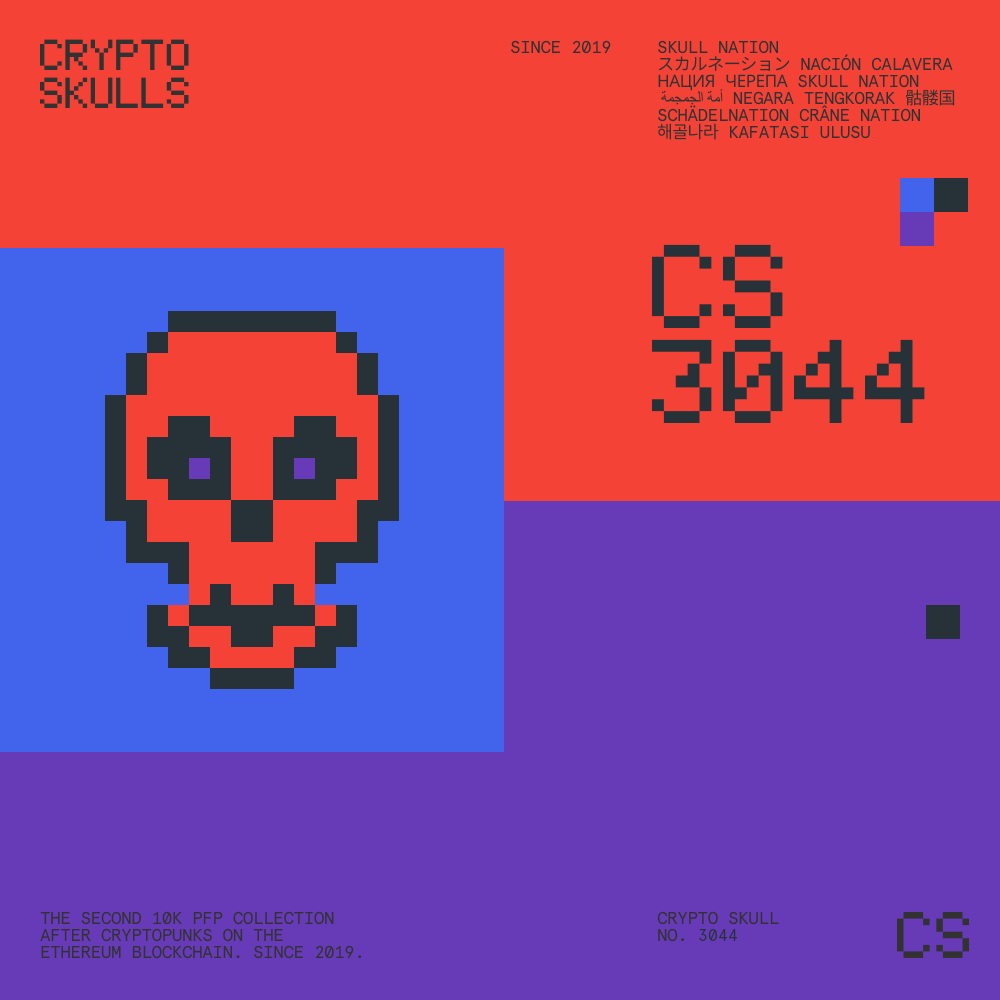 CRYPTO
SKULLS
SINCE 2019
SKULL NATION
スカルネーション NACIÓN CALAVERA
НАЦИЯ ЧЕРЕПА SKULL NATION
أمة الجمجمة NEGARA TENGKORAK 骷髅国
SCHÄDELNATION CRÂNE NATION
해골나라 KAFATASI ULUSU
CS
3044
THE SECOND 10K PFP COLLECTION
AFTER CRYPTOPUNKS ON THE
ETHEREUM BLOCKCHAIN. SINCE 2019.
CRYPTO SKULL
NO. 3044
CS